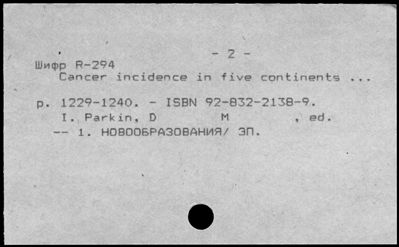 - 2 -
Шифр R-294
Cancer incidence in five continents ...
p. 1229-1240. - ISBN 92-832-2138-9.
I. Parkin, D M , ed.
-- 1. НОВООБРАЗОВАНИЯ/ ЭП.